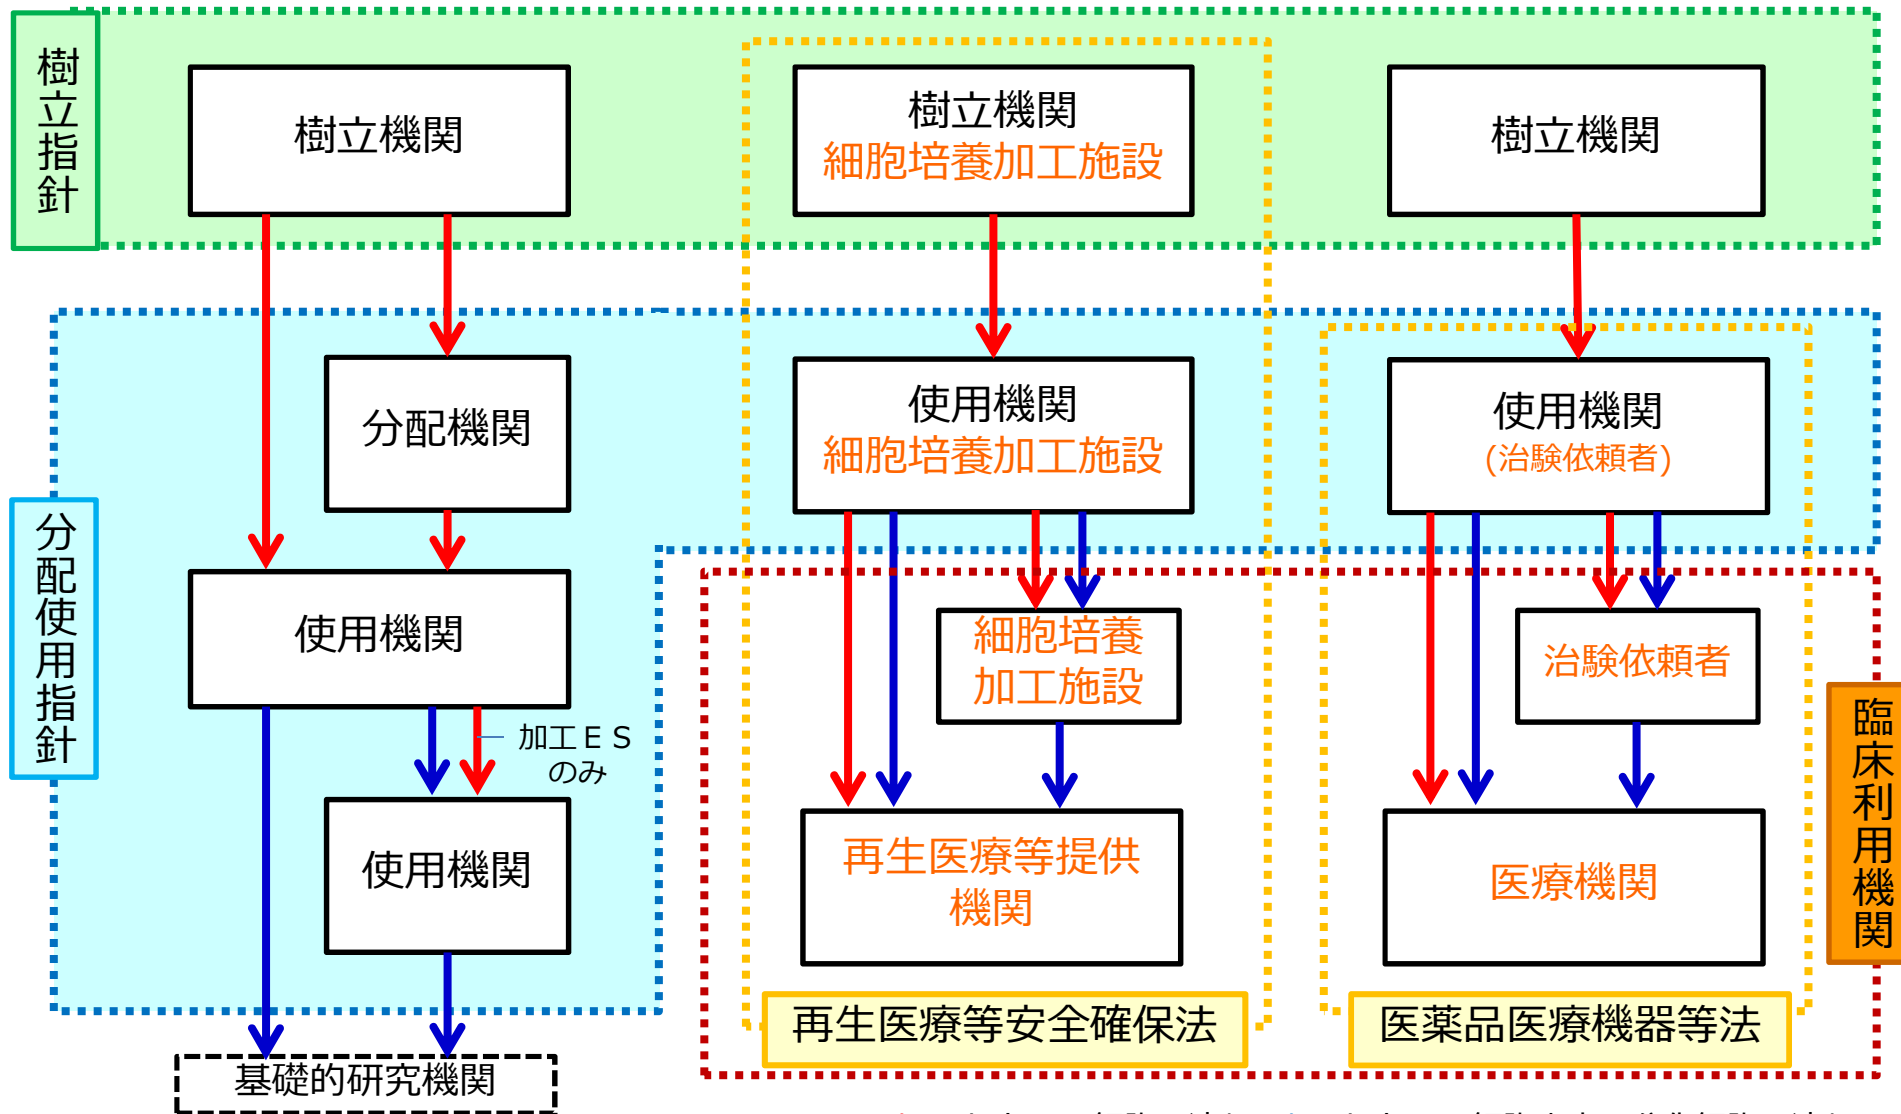 樹立指針
樹立機関
樹立機関
細胞培養加工施設
樹立機関
分配使用指針
分配機関
使用機関
細胞培養加工施設
使用機関
(治験依頼者)
使用機関
細胞培養
加工施設
治験依頼者
加工ＥＳ
のみ
使用機関
再生医療等提供
機関
医療機関
臨床利用機関
再生医療等安全確保法
医薬品医療機器等法
基礎的研究機関